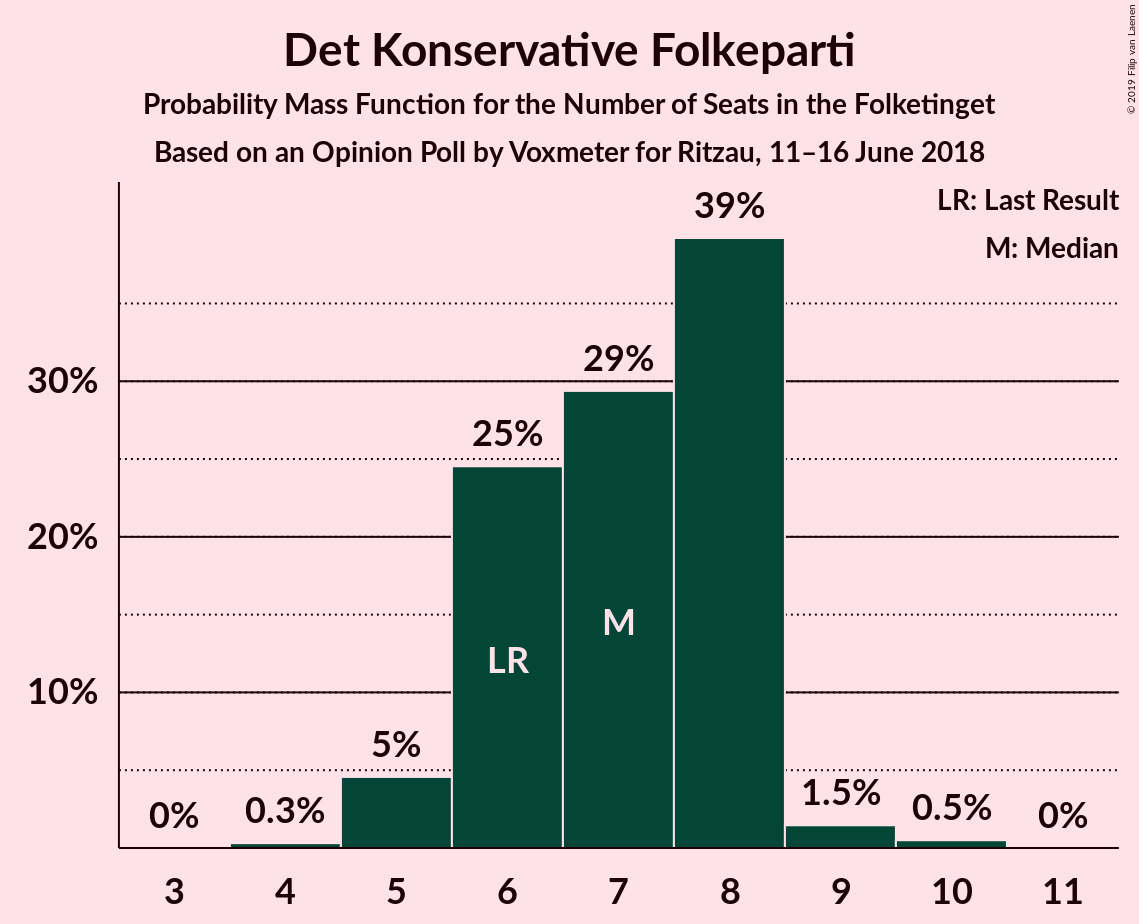 Det Konservative Folkeparti
Probability Mass Function for the Number of Seats in the Folketinget
Based on an Opinion Poll by Voxmeter for Ritzau, 11–16 June 2018
© 2019 Filip van Laenen
LR: Last Result
M: Median
39%
29%
25%
5%
1.5%
0.5%
0.3%
0%
0%
30%
20%
10%
LR
M
3 4 5 6 7 8 9 10 11